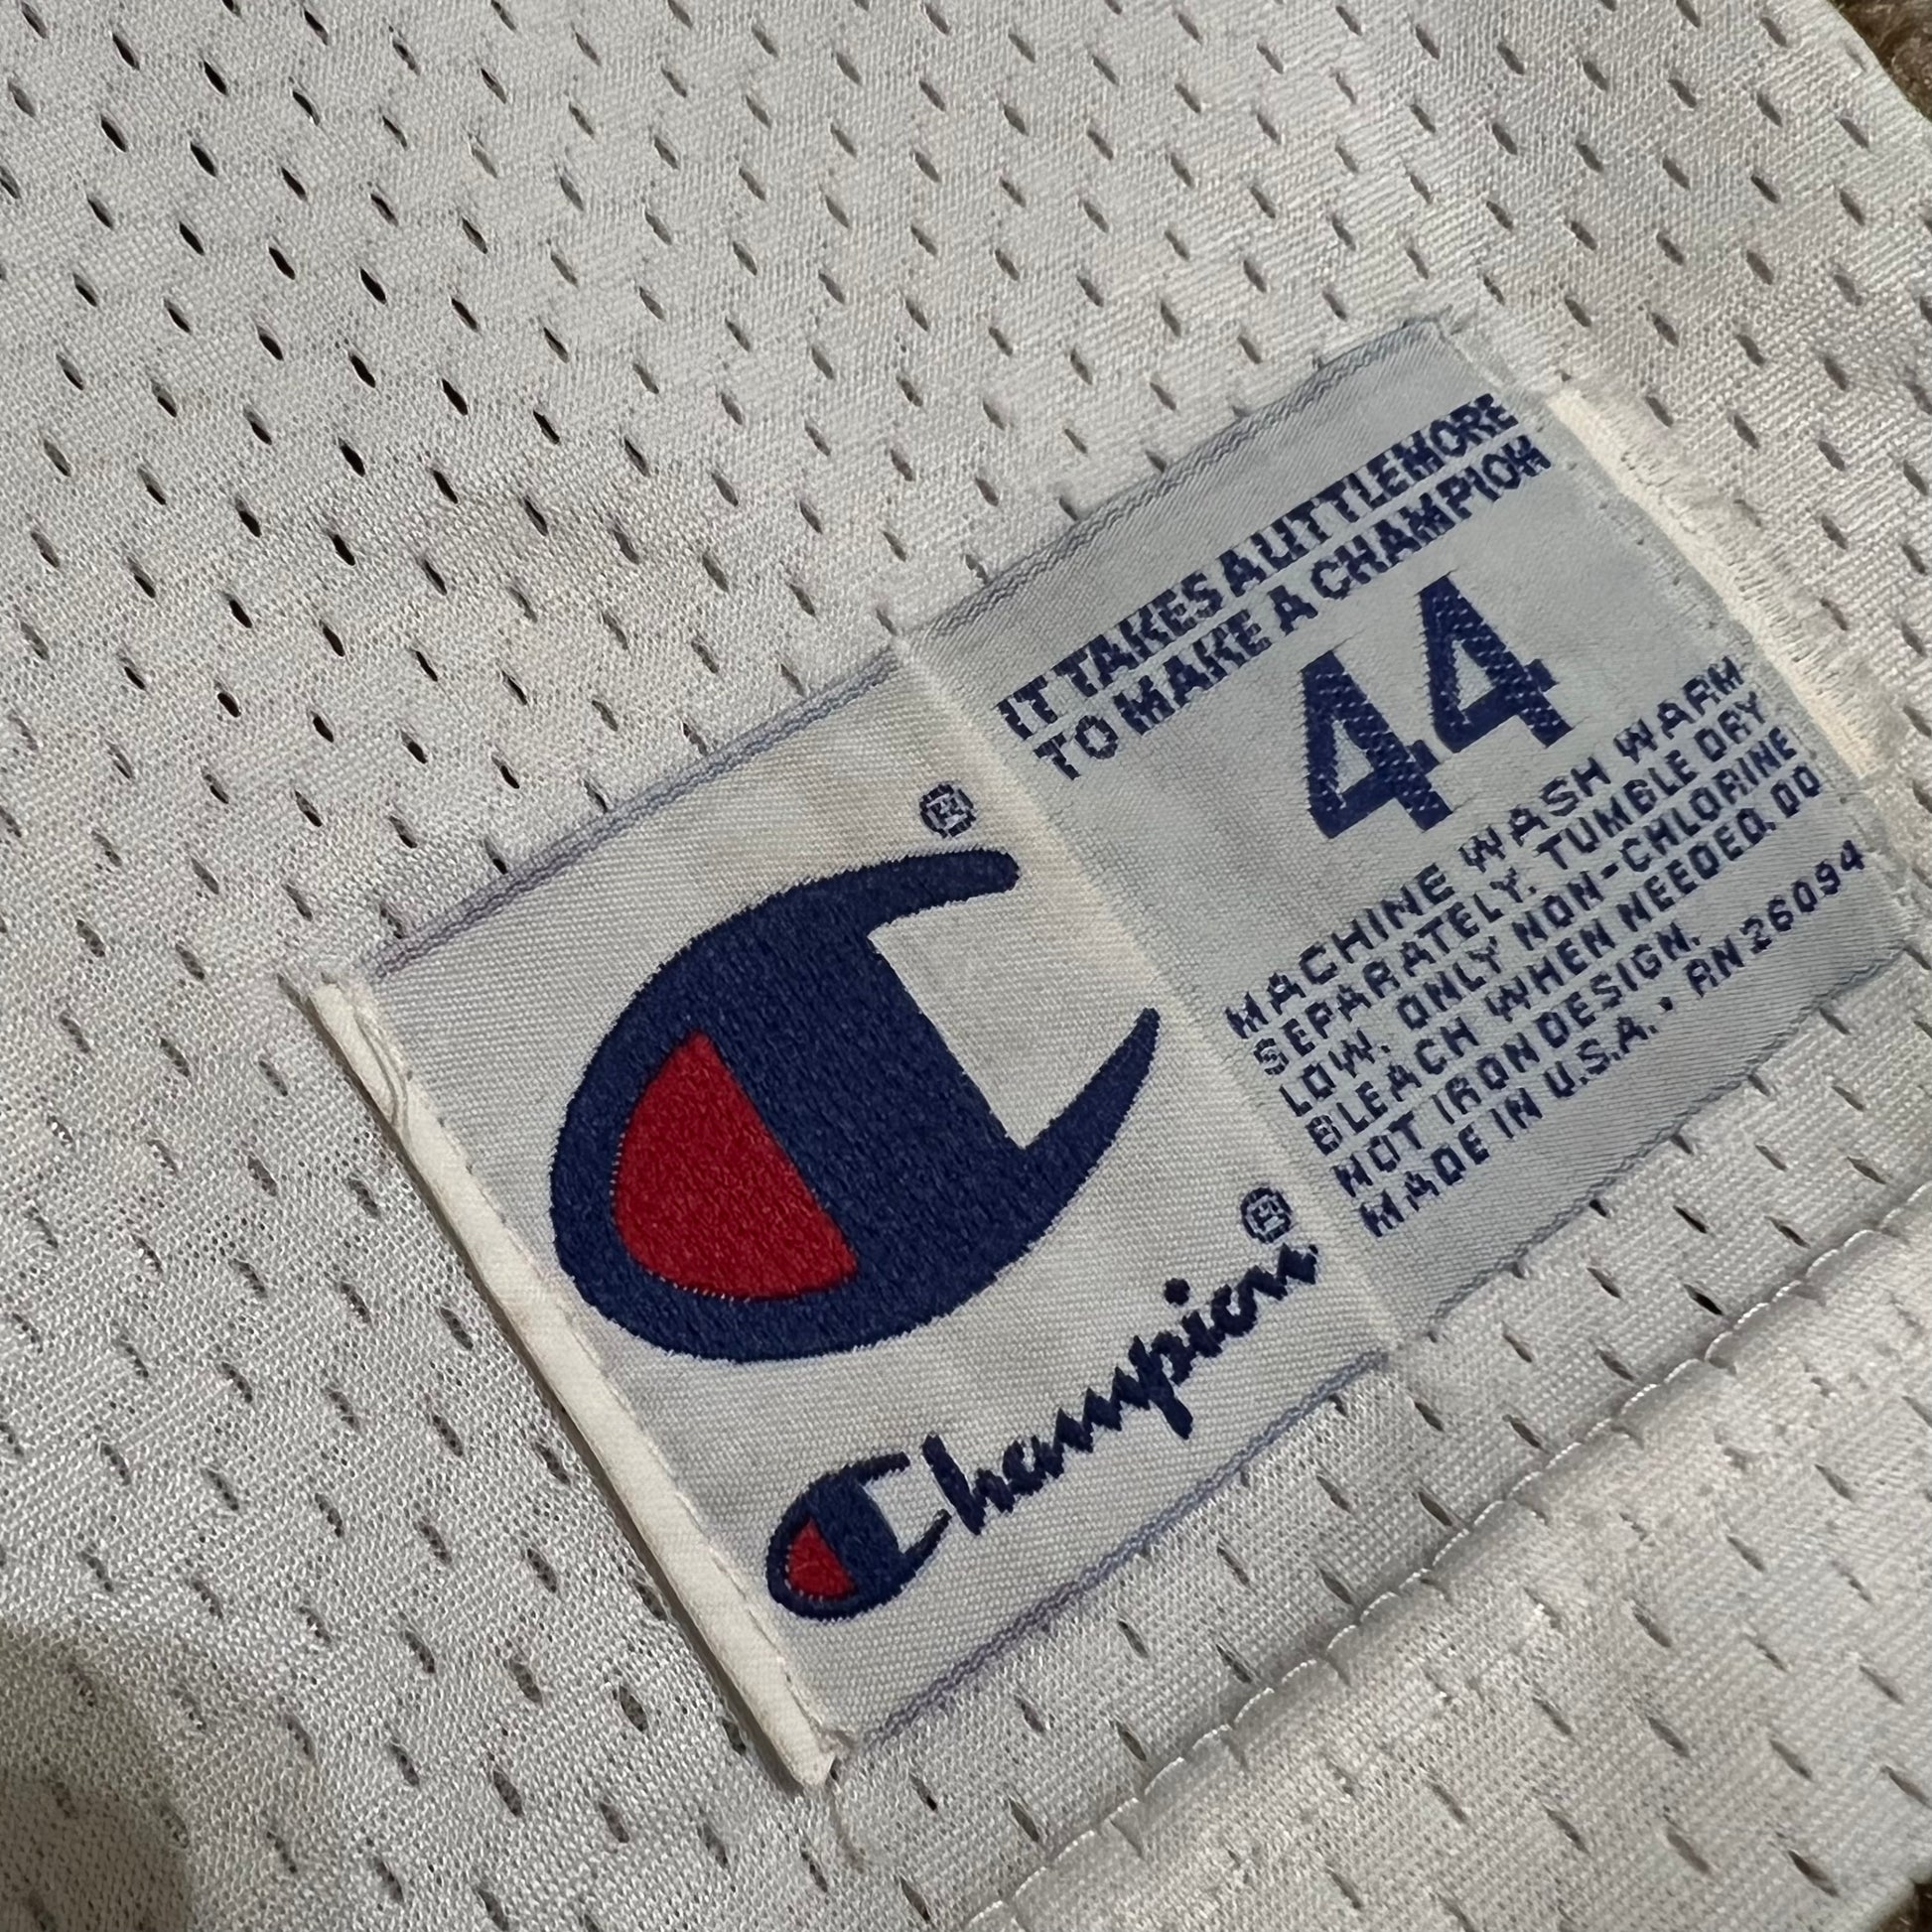 IT TAKES A LITTLE MORE
TO MAKE A CHAMPION
44
MACHINE WASH WARM
SEPARATELY. TUMBLE DRY
LOW. ONLY NON-CHLORINE
BLEACH WHEN NEEDED. DO
NOT IRON DESIGN.
MADE IN U.S.A. • RN 26094
®
Champion®